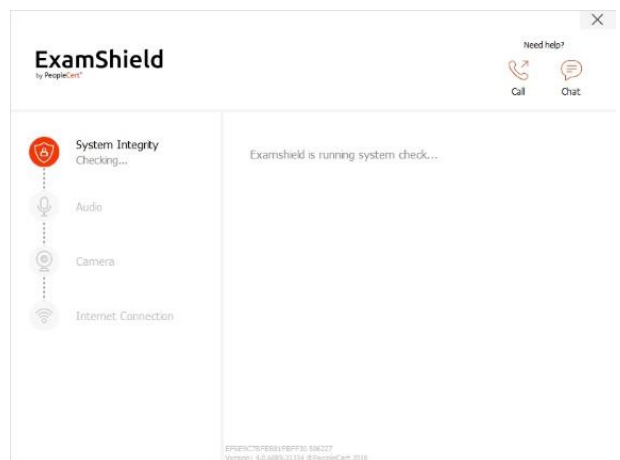 Need help?
ExamShield
by PeopleCert
Call
Chat
System Integrity
Checking...
Examshield is running system check...
Audio
Camera
Internet Connection